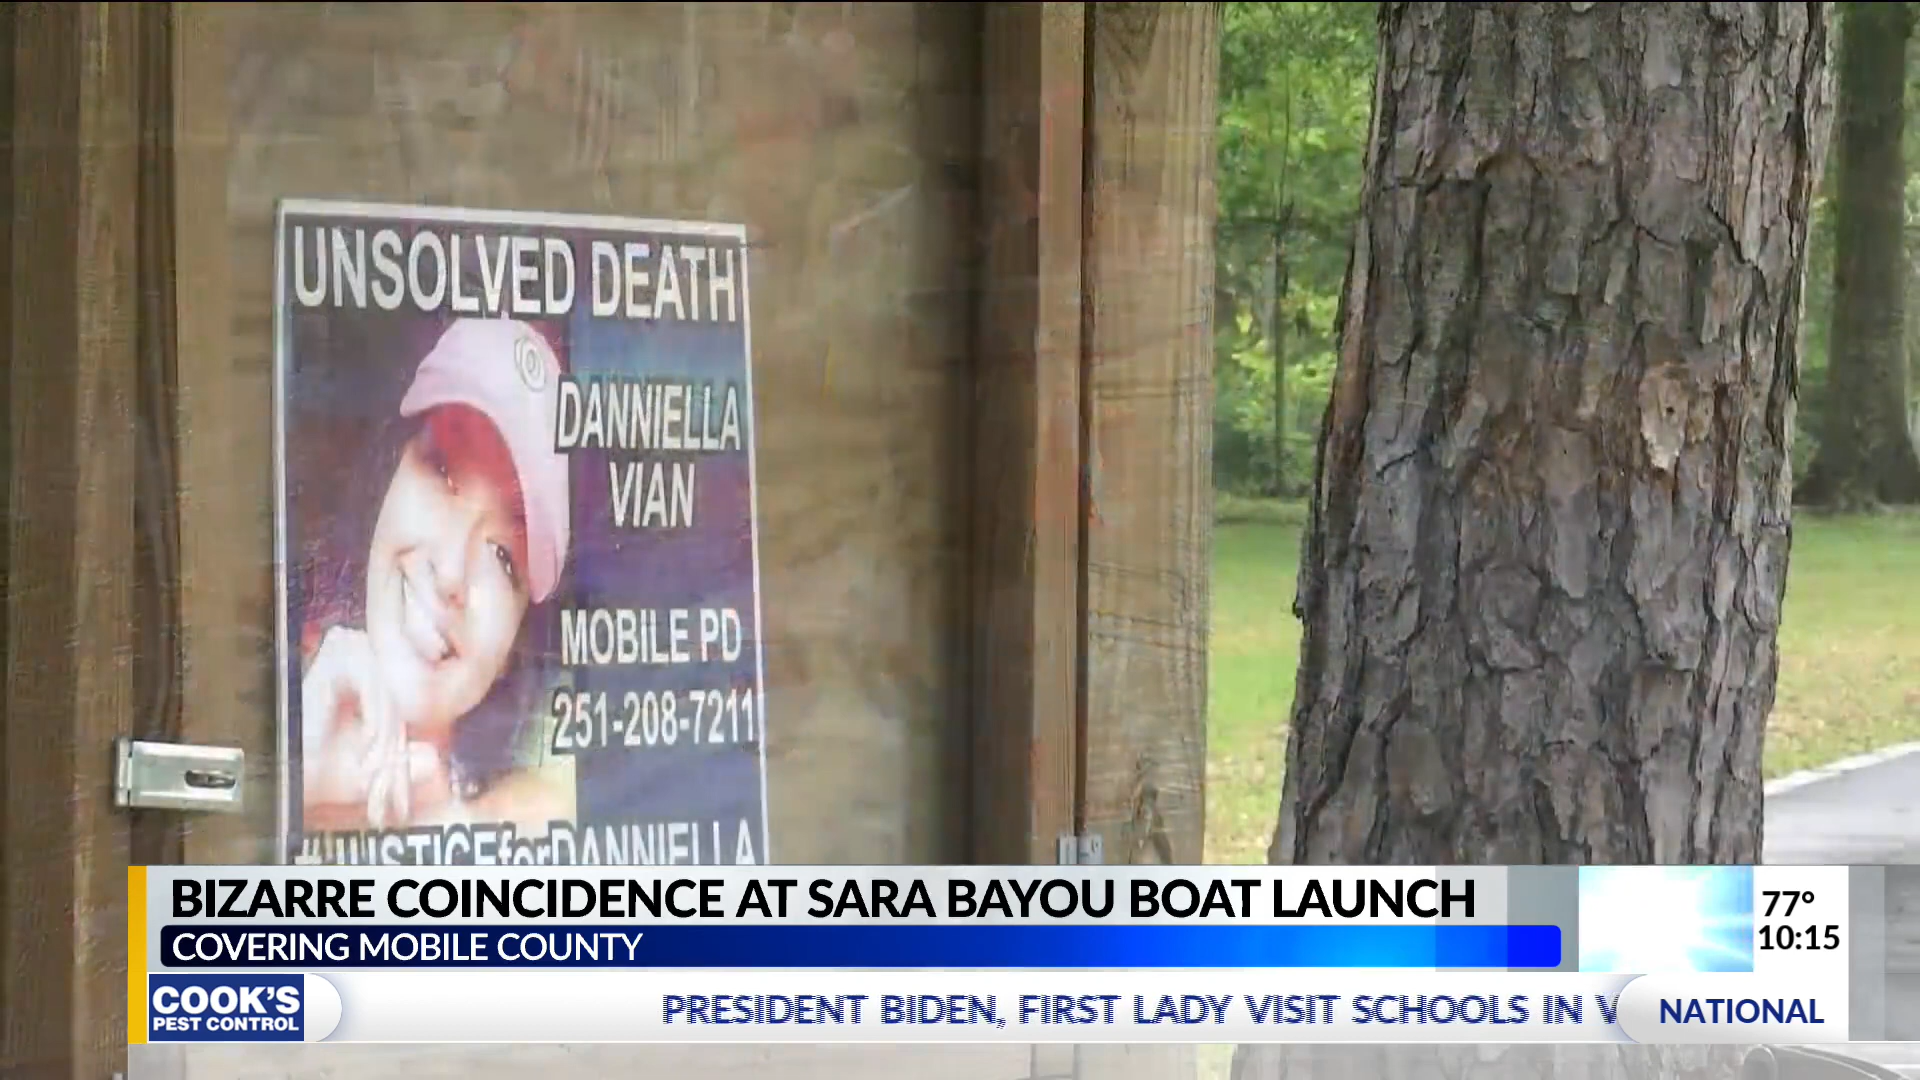 UNSOLVED DEATH
DANNIELLA
VIAN
MOBILE PD
251-208-7211
#JUSTICEforDANNIELLA
BIZARRE COINCIDENCE AT SARA BAYOU BOAT LAUNCH
77°
COVERING MOBILE COUNTY
10:15
COOK'S
PEST CONTROL
PRESIDENT BIDEN, FIRST LADY VISIT SCHOOLS IN V
NATIONAL